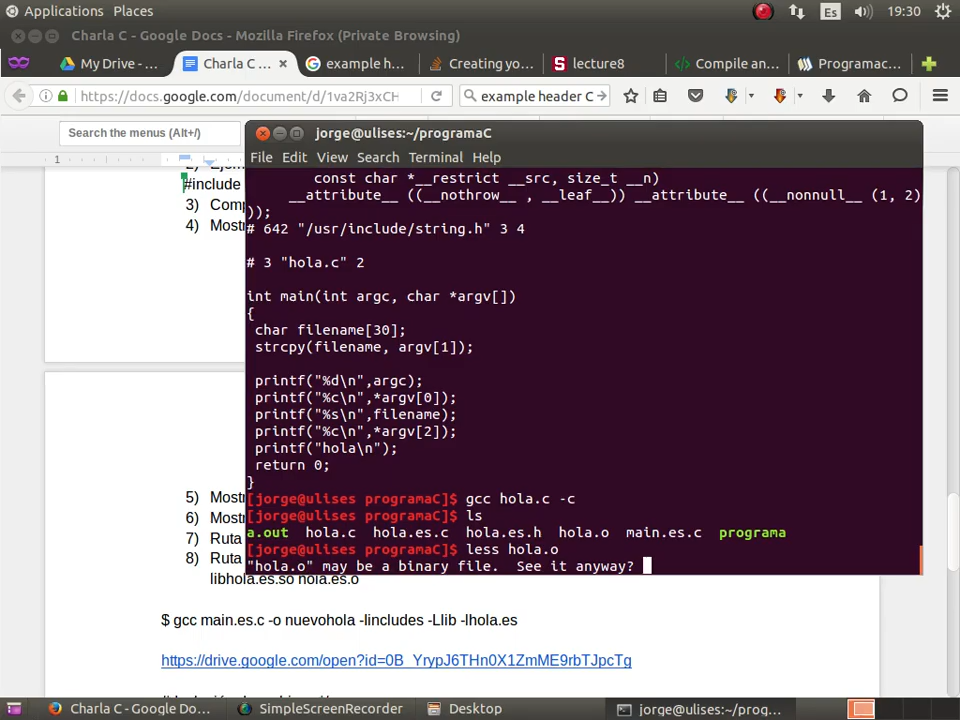 Applications Places Es 19:30
Charla C - Google Docs - Mozilla Firefox (Private Browsing)
My Drive - ... Charla C ... example h... Creating yo... lecture8 Compile an... Programac...
https://docs.google.com/document/d/1va2Rj3xCH example header C
Search the menus (Alt+/)
jorge@ulises:~/programaC
1
File Edit View Search Terminal Help
#include
3) Comp
4) Mostr
const char *__restrict __src, size_t __n)
__attribute__ ((__nothrow__ , __leaf__)) __attribute__ ((__nonnull__ (1, 2)
));
# 642 "/usr/include/string.h" 3 4
# 3 "hola.c" 2
int main(int argc, char *argv[])
{
char filename[30];
strcpy(filename, argv[1]);
printf("%d\n",argc);
printf("%c\n",*argv[0]);
printf("%s\n",filename);
printf("%c\n",*argv[2]);
printf("hola\n");
return 0;
}
[jorge@ulises programaC]$ gcc hola.c -c
[jorge@ulises programaC]$ ls
a.out hola.c hola.es.c hola.es.h hola.o main.es.c programa
[jorge@ulises programaC]$ less hola.o
"hola.o" may be a binary file. See it anyway?
5) Mostr
6) Mostr
7) Ruta
8) Ruta
libhola.es.so hola.es.o
$ gcc main.es.c -o nuevohola -Iincludes -Llib -lhola.es
https://drive.google.com/open?id=0B_YrypJ6THn0X1ZmME9rbTJpcTg
Charla C - Google Do... SimpleScreenRecorder Desktop jorge@ulises:~/prog...